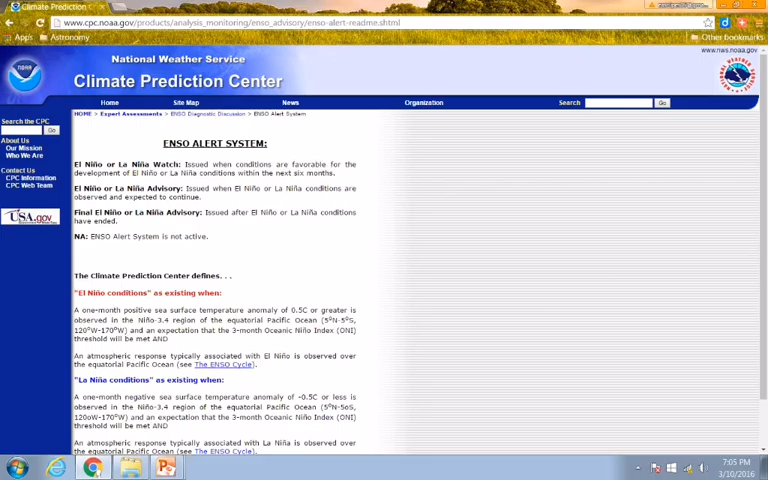 Climate Prediction
www.cpc.noaa.gov/products/analysis_monitoring/enso_advisory/enso-alert-readme.shtml
Apps Astronomy Other bookmarks
www.nws.noaa.gov
National Weather Service
Climate Prediction Center
Home Site Map News Organization Search Go
HOME > Expert Assessments > ENSO Diagnostic Discussion > ENSO Alert System
Search the CPC
Go
About Us
Our Mission
Who We Are
Contact Us
CPC Information
CPC Web Team
USA.gov
ENSO ALERT SYSTEM:
El Niño or La Niña Watch: Issued when conditions are favorable for the
development of El Niño or La Niña conditions within the next six months.
El Niño or La Niña Advisory: Issued when El Niño or La Niña conditions are
observed and expected to continue.
Final El Niño or La Niña Advisory: Issued after El Niño or La Niña conditions
have ended.
NA: ENSO Alert System is not active.
The Climate Prediction Center defines. . .
"El Niño conditions" as existing when:
A one-month positive sea surface temperature anomaly of 0.5C or greater is
observed in the Niño-3.4 region of the equatorial Pacific Ocean (5°N-5°S,
120°W-170°W) and an expectation that the 3-month Oceanic Niño Index (ONI)
threshold will be met AND
An atmospheric response typically associated with El Niño is observed over
the equatorial Pacific Ocean (see The ENSO Cycle).
"La Niña conditions" as existing when:
A one-month negative sea surface temperature anomaly of -0.5C or less is
observed in the Niño-3.4 region of the equatorial Pacific Ocean (5°N-5oS,
120oW-170°W) and an expectation that the 3-month Oceanic Niño Index (ONI)
threshold will be met AND
An atmospheric response typically associated with La Niña is observed over
the equatorial Pacific Ocean (see The ENSO Cycle).
7:05 PM
3/10/2016